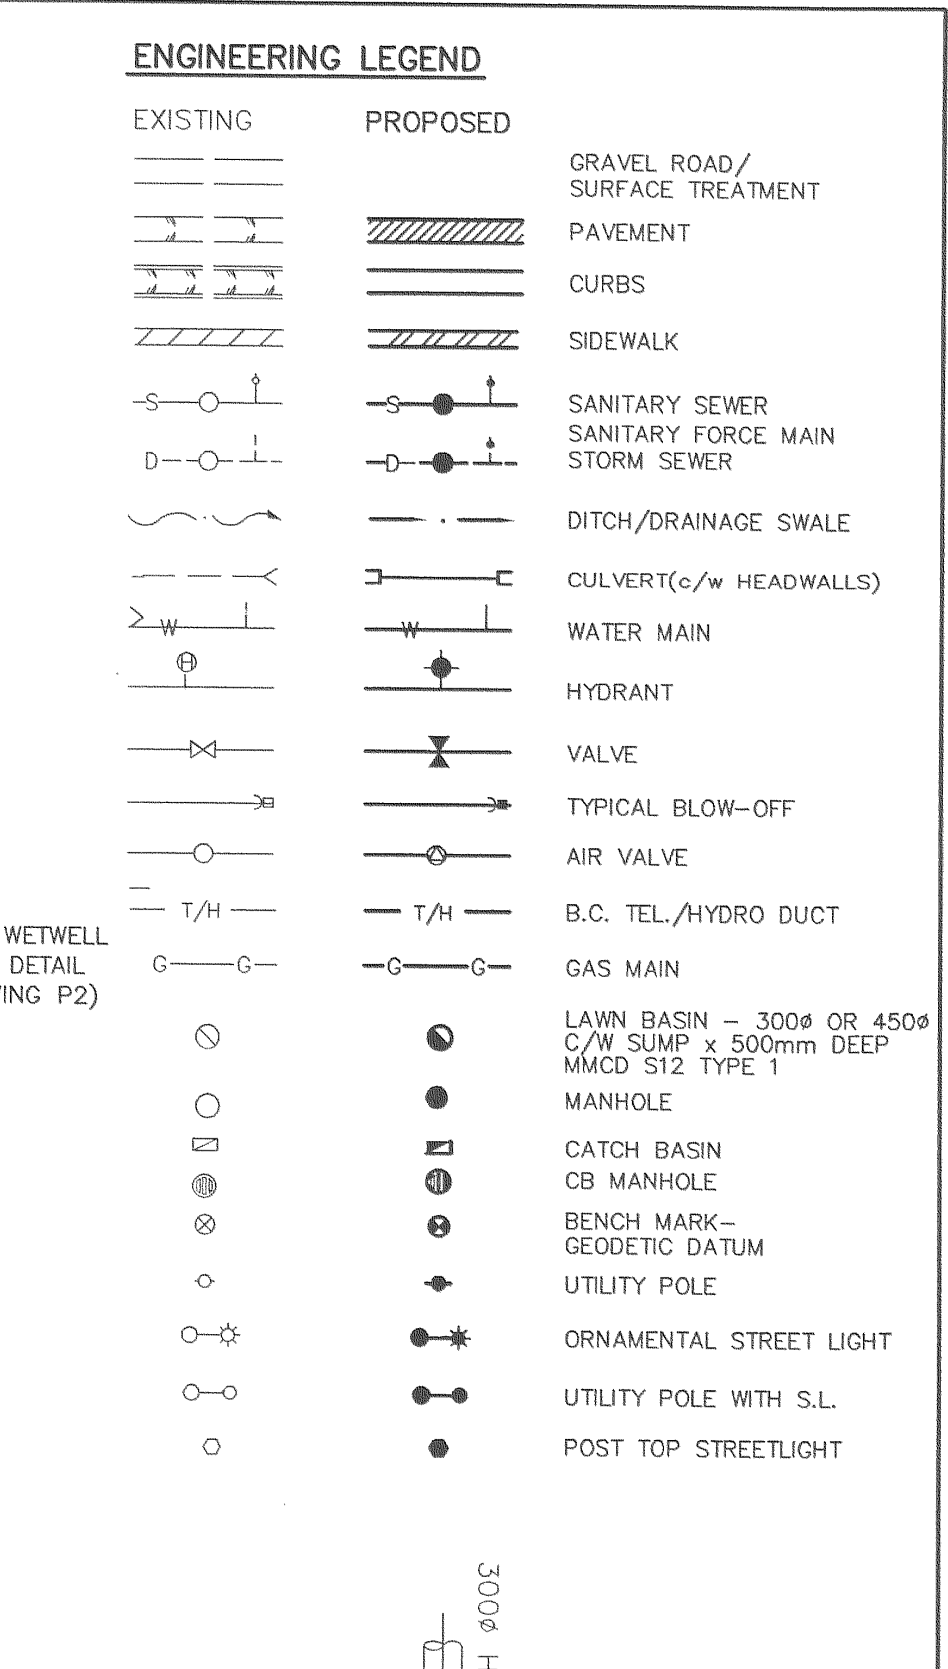 ENGINEERING LEGEND
EXISTING PROPOSED
GRAVEL ROAD/
SURFACE TREATMENT
PAVEMENT
CURBS
SIDEWALK
S S SANITARY SEWER
SANITARY FORCE MAIN
D D STORM SEWER
DITCH/DRAINAGE SWALE
CULVERT(c/w HEADWALLS)
W W WATER MAIN
H HYDRANT
VALVE
TYPICAL BLOW-OFF
AIR VALVE
T/H T/H B.C. TEL./HYDRO DUCT
WETWELL
DETAIL
WING P2)
G G G G GAS MAIN
LAWN BASIN - 300ø OR 450ø
C/W SUMP x 500mm DEEP
MMCD S12 TYPE 1
MANHOLE
CATCH BASIN
CB MANHOLE
BENCH MARK-
GEODETIC DATUM
UTILITY POLE
ORNAMENTAL STREET LIGHT
UTILITY POLE WITH S.L.
POST TOP STREETLIGHT
300ø H